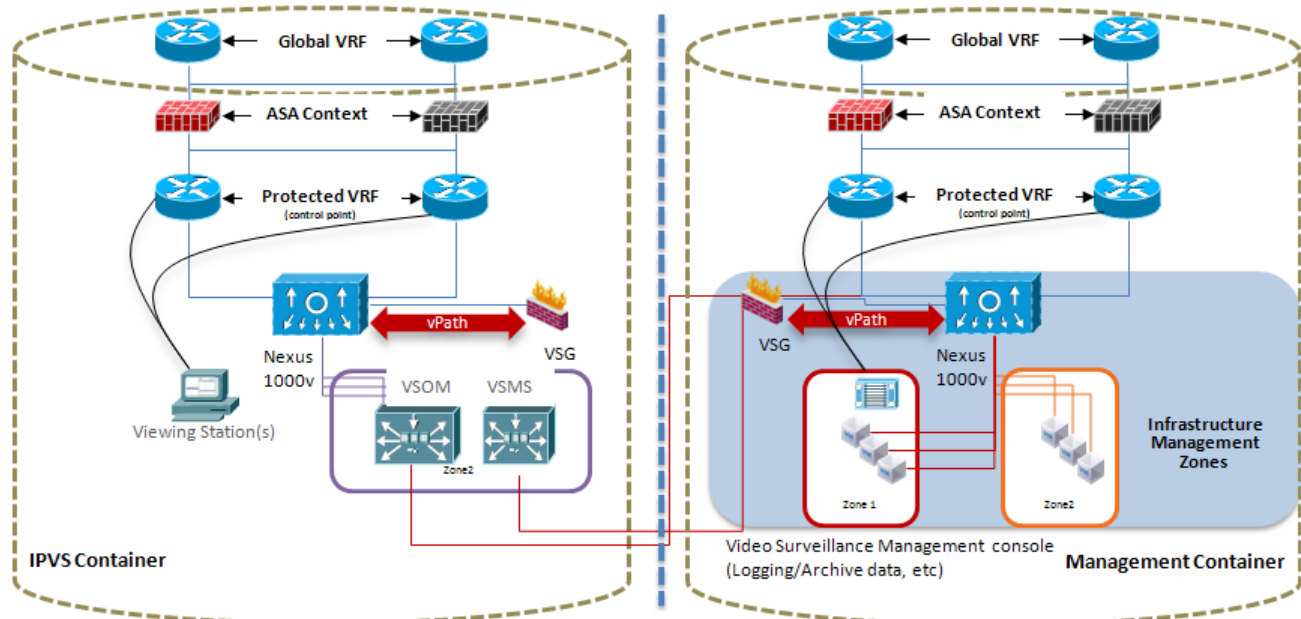 Global VRF
ASA Context
Protected VRF
(control point)
vPath
VSG
Nexus
1000v
VSOM
VSMS
Zone2
Viewing Station(s)
IPVS Container
Global VRF
ASA Context
Protected VRF
(control point)
vPath
VSG
Nexus
1000v
Infrastructure
Management
Zones
Zone 1
Zone2
Video Surveillance Management console
(Logging/Archive data, etc)
Management Container